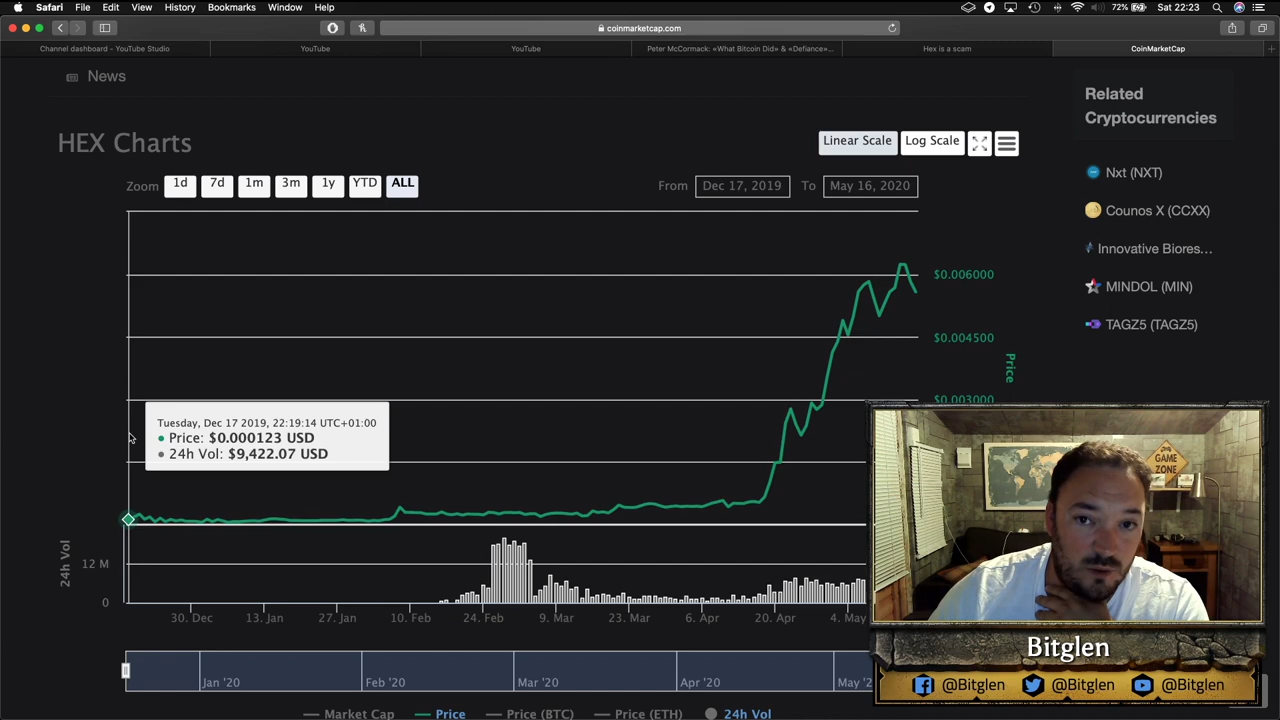 Safari File Edit View History Bookmarks Window Help 72% Sat 22:23
coinmarketcap.com
Channel dashboard - YouTube Studio YouTube YouTube Peter McCormack: «What Bitcoin Did» & «Defiance»... Hex is a scam CoinMarketCap
News
Related
Cryptocurrencies
HEX Charts
Linear Scale Log Scale
Nxt (NXT)
Zoom 1d 7d 1m 3m 1y YTD ALL From Dec 17, 2019 To May 16, 2020
Counos X (CCXX)
Innovative Biores...
$0.006000
MINDOL (MIN)
TAGZ5 (TAGZ5)
$0.004500
Price
$0.003000
Tuesday, Dec 17 2019, 22:19:14 UTC+01:00
Price: $0.000123 USD
24h Vol: $9,422.07 USD
GAME
ZONE
24h Vol
12 M
0
30. Dec 13. Jan 27. Jan 10. Feb 24. Feb 9. Mar 23. Mar 6. Apr 20. Apr 4. May
Bitglen
@Bitglen @Bitglen @Bitglen
Jan '20 Feb '20 Mar '20 Apr '20 May '2
Market Cap Price Price (BTC) Price (ETH) 24h Vol